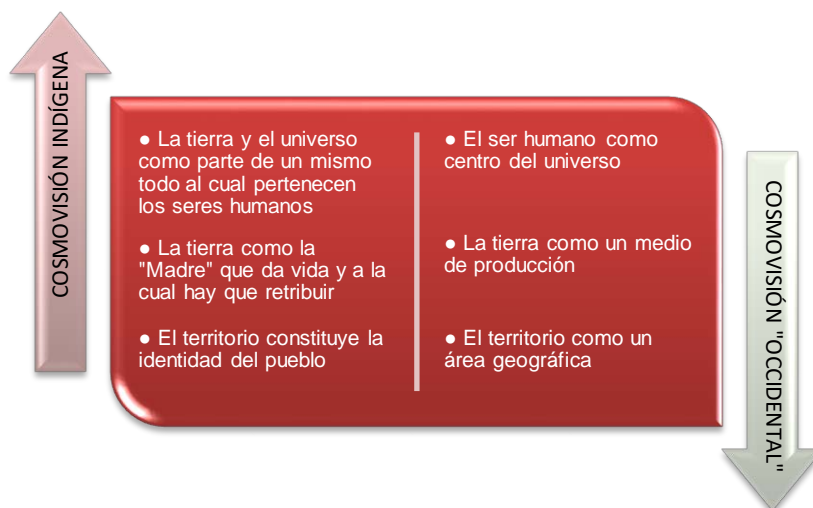 COSMOVISIÓN INDÍGENA
● La tierra y el universo
como parte de un mismo
todo al cual pertenecen
los seres humanos
● La tierra como la
"Madre" que da vida y a la
cual hay que retribuir
● El territorio constituye la
identidad del pueblo
● El ser humano como
centro del universo
● La tierra como un medio
de producción
● El territorio como un
área geográfica
COSMOVISIÓN "OCCIDENTAL"